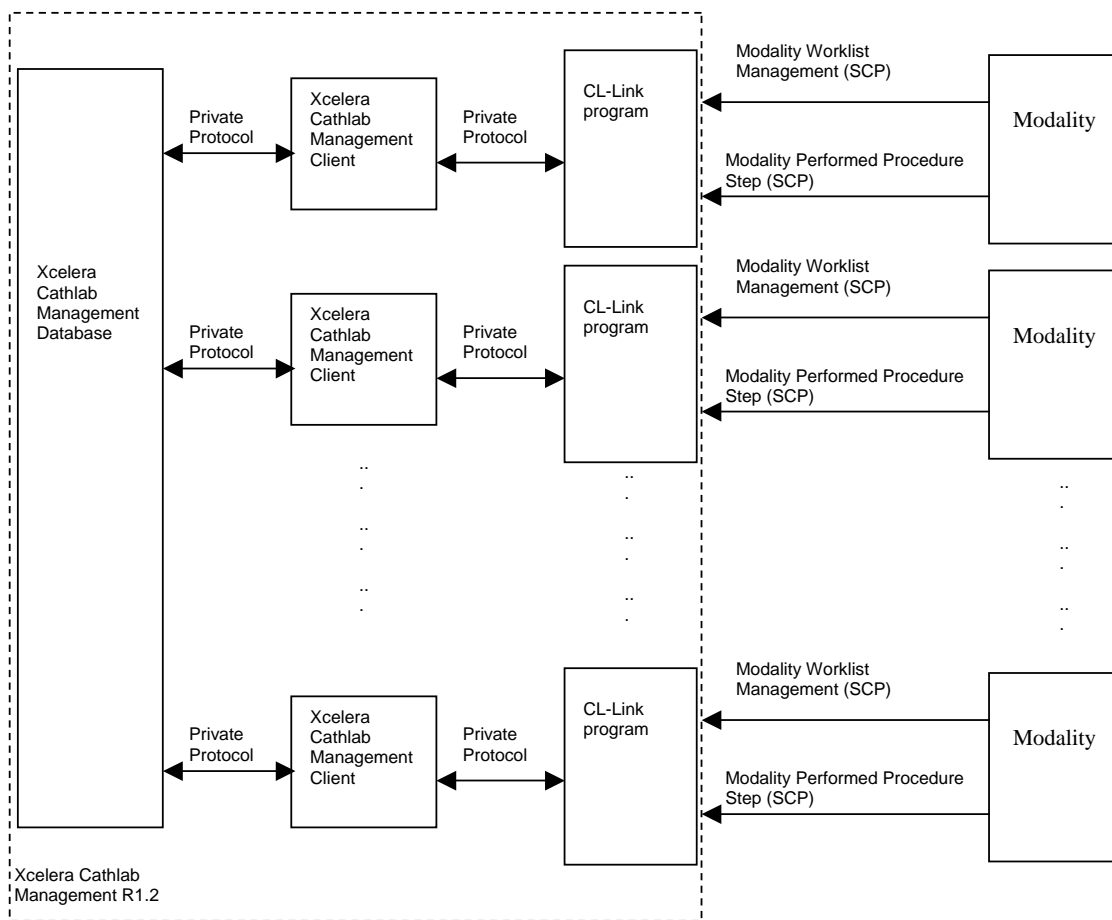 Modality Worklist
Management (SCP)
Xcelera
Cathlab
Management
Client
CL-Link
program
Private
Protocol
Private
Protocol
Modality
Modality Performed Procedure
Step (SCP)
Xcelera
Cathlab
Management
Database
Modality Worklist
Management (SCP)
Xcelera
Cathlab
Management
Client
CL-Link
program
Private
Protocol
Private
Protocol
Modality
Modality Performed Procedure
Step (SCP)
..
.
..
.
..
.
..
.
..
.
..
.
..
.
..
.
..
.
Modality Worklist
Management (SCP)
Xcelera
Cathlab
Management
Client
CL-Link
program
Private
Protocol
Private
Protocol
Modality
Modality Performed Procedure
Step (SCP)
Xcelera Cathlab
Management R1.2